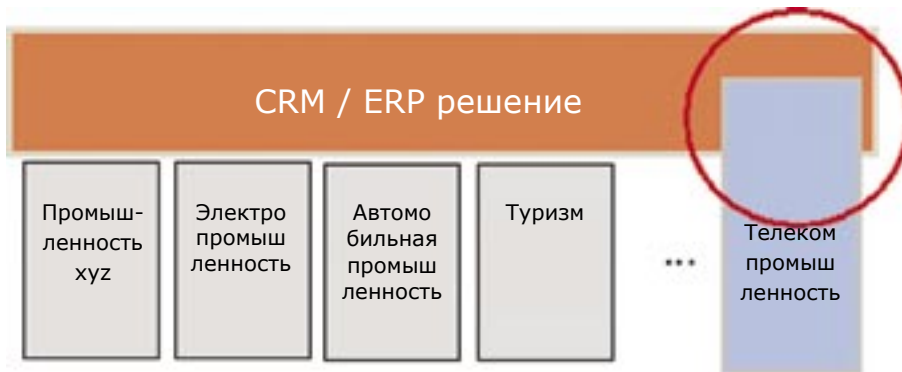 CRM / ERP решение
Промыш-
ленность
xyz
Электро
промыш
ленность
Автомо
бильная
промыш
ленность
Туризм
...
Телеком
промыш
ленность